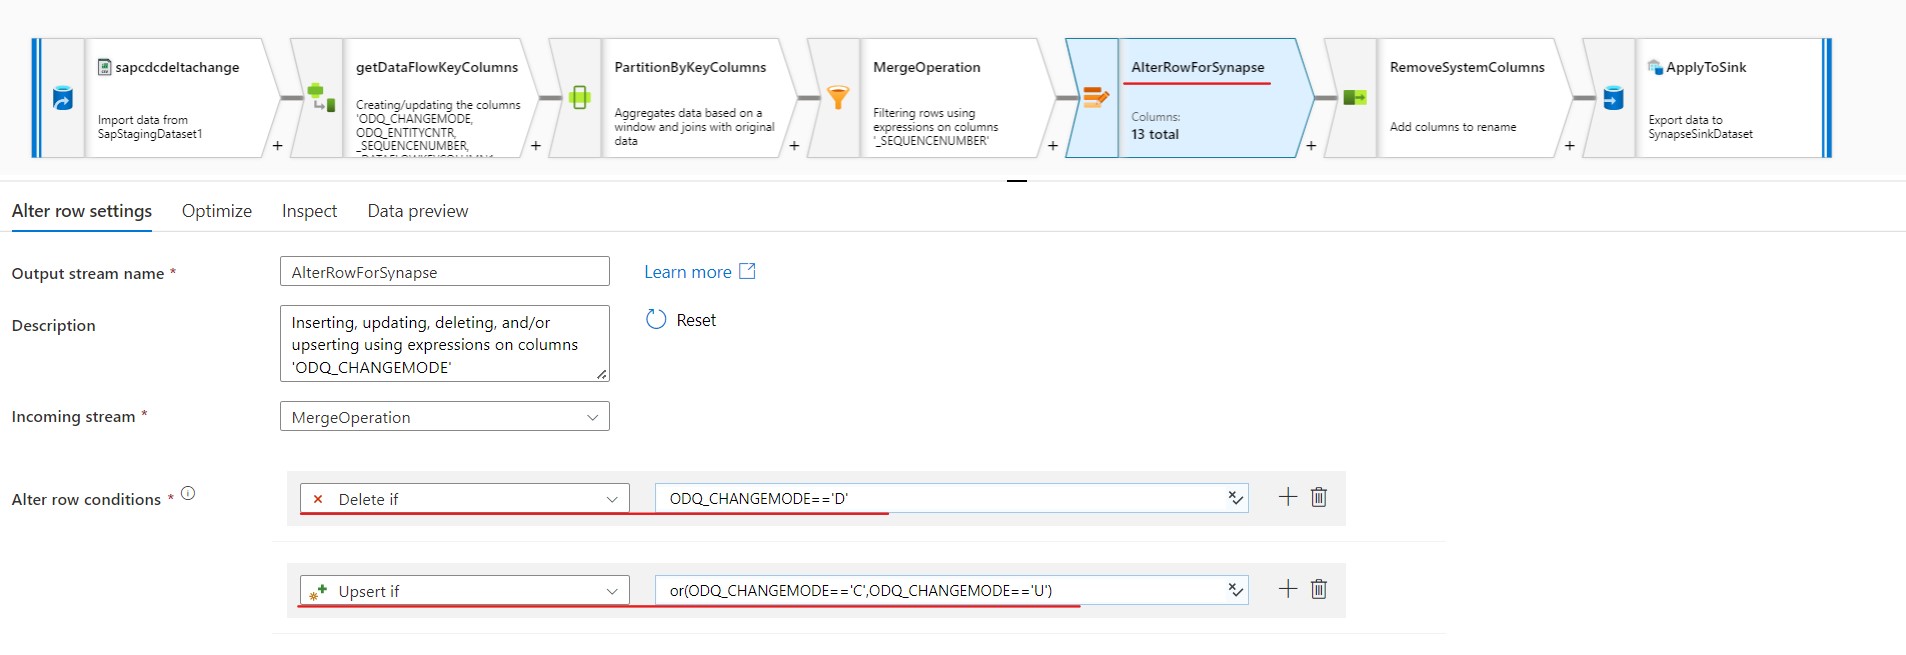 sapcdcdeltachange
Import data from
SapStagingDataset1
+
getDataFlowKeyColumns
Creating/updating the columns
'ODQ_CHANGEMODE,
ODQ_ENTITYCNTR,
_SEQUENCENUMBER,
+
PartitionByKeyColumns
Aggregates data based on a
window and joins with original
data
+
MergeOperation
Filtering rows using
expressions on columns
'_SEQUENCENUMBER'
+
AlterRowForSynapse
Columns:
13 total
+
RemoveSystemColumns
Add columns to rename
+
ApplyToSink
Export data to
SynapseSinkDataset
Alter row settings
Optimize
Inspect
Data preview
Output stream name *
AlterRowForSynapse
Learn more
Description
Inserting, updating, deleting, and/or
upserting using expressions on columns
'ODQ_CHANGEMODE'
Reset
Incoming stream *
MergeOperation
Alter row conditions *
Delete if
ODQ_CHANGEMODE=='D'
Upsert if
or(ODQ_CHANGEMODE=='C',ODQ_CHANGEMODE=='U')